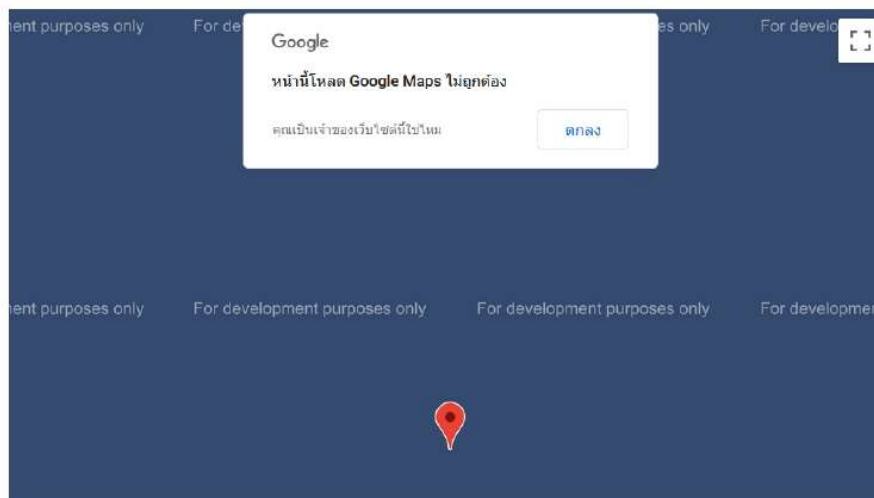 ment purposes only For de es only For develo
Google
หน้านี้โหลด Google Maps ไม่ถูกต้อง
คุณเป็นเจ้าของเว็บไซต์นี้ใช่ไหม ตกลง
ment purposes only For development purposes only For development purposes only For developmen